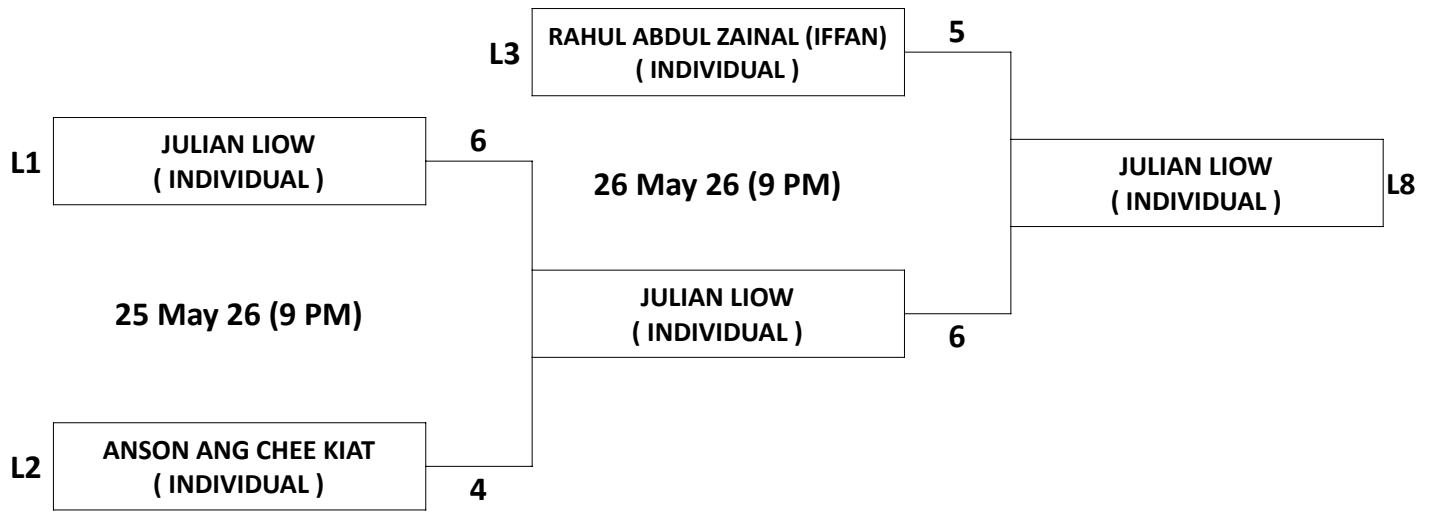 L3
RAHUL ABDUL ZAINAL (IFFAN)
( INDIVIDUAL )
5
L1
JULIAN LIOW
( INDIVIDUAL )
6
26 May 26 (9 PM)
JULIAN LIOW
( INDIVIDUAL )
L8
25 May 26 (9 PM)
JULIAN LIOW
( INDIVIDUAL )
6
L2
ANSON ANG CHEE KIAT
( INDIVIDUAL )
4